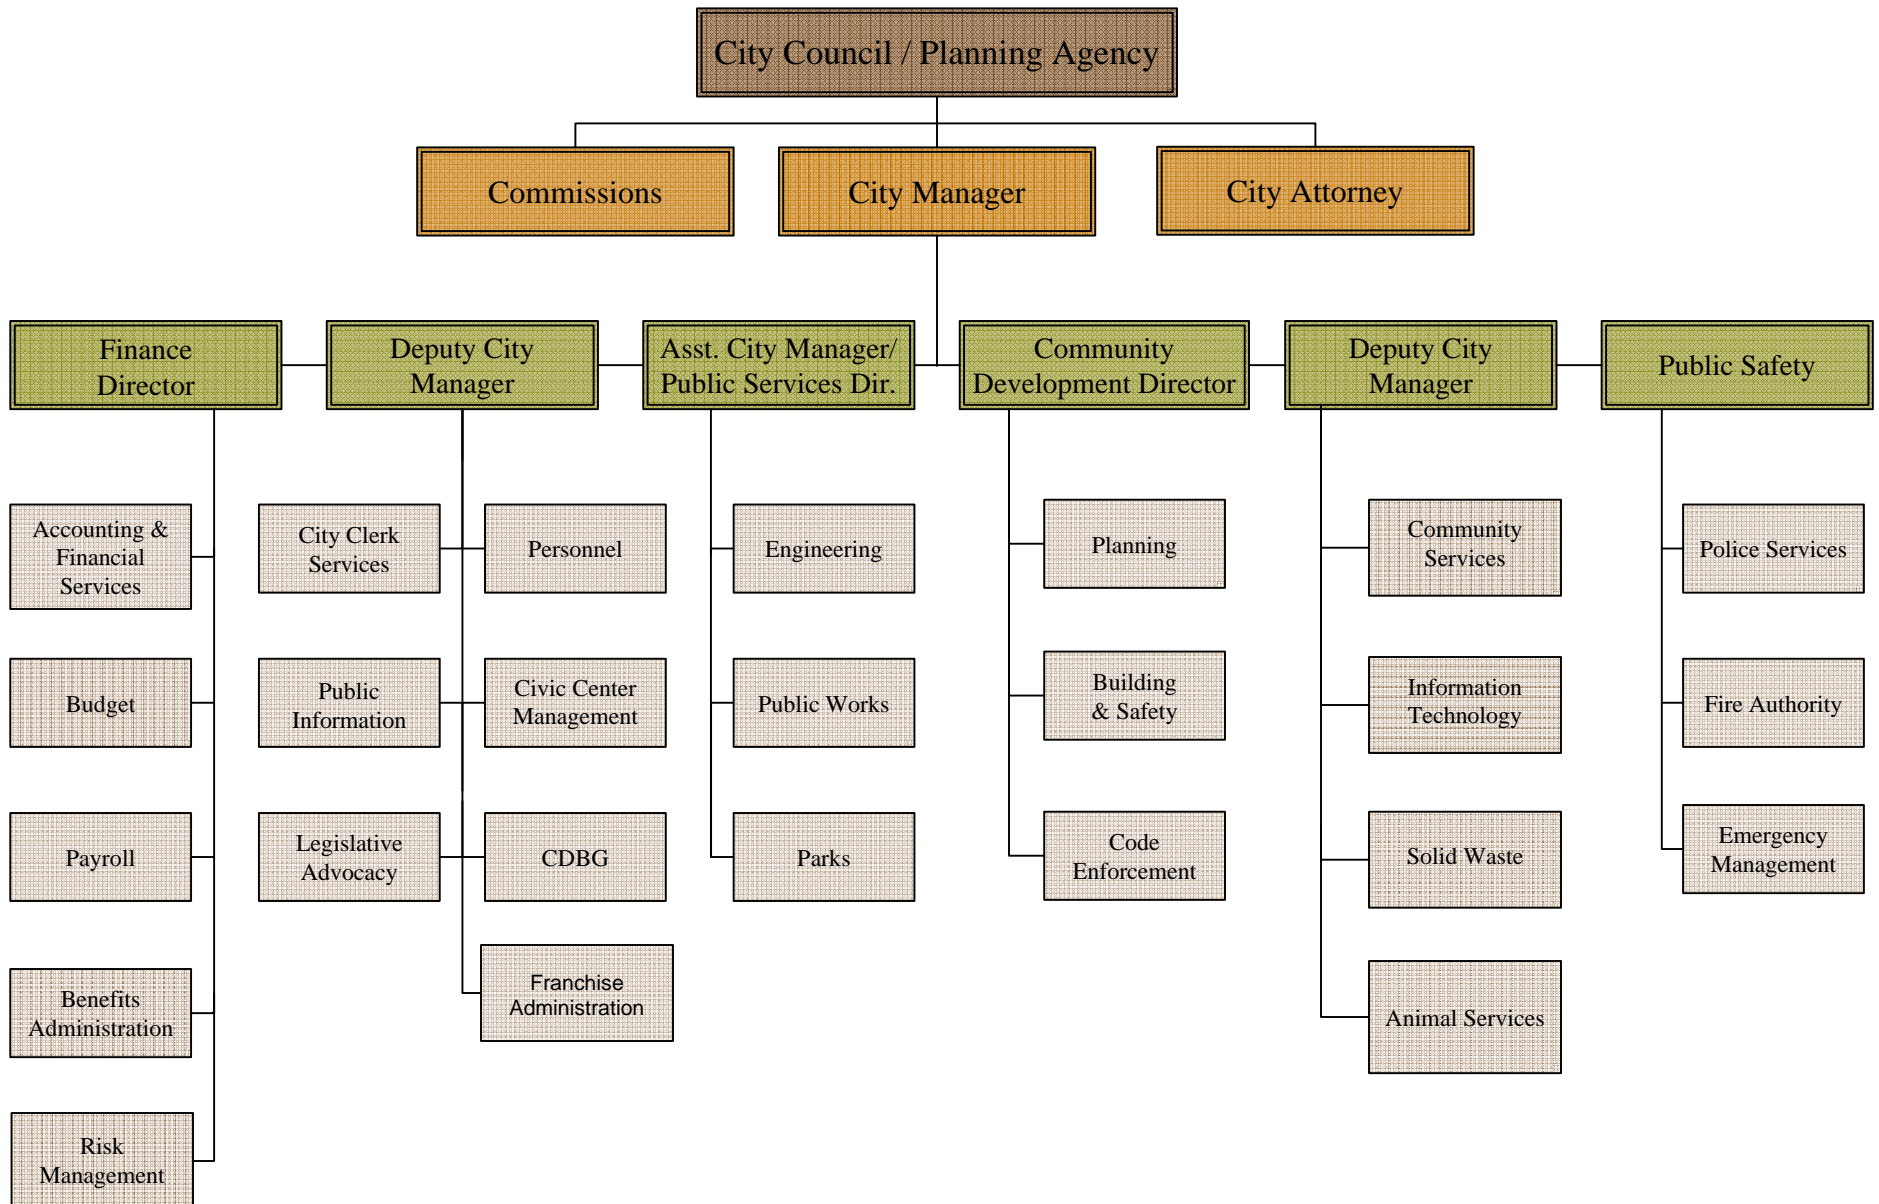 City Council / Planning Agency
Commissions
City Manager
City Attorney
Finance
Director
Deputy City
Manager
Asst. City Manager/
Public Services Dir.
Community
Development Director
Deputy City
Manager
Public Safety
Accounting &
Financial
Services
Budget
Payroll
Benefits
Administration
Risk
Management
City Clerk
Services
Personnel
Public
Information
Civic Center
Management
Legislative
Advocacy
CDBG
Franchise
Administration
Engineering
Public Works
Parks
Planning
Building
& Safety
Code
Enforcement
Community
Services
Information
Technology
Solid Waste
Animal Services
Police Services
Fire Authority
Emergency
Management